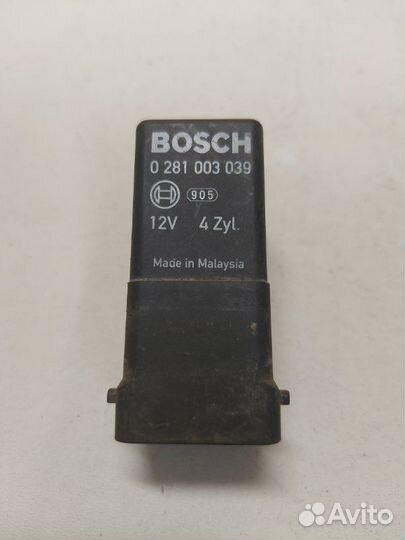 BOSCH
0 281 003 039
905
12V 4 Zyl.
Made in Malaysia
Avito